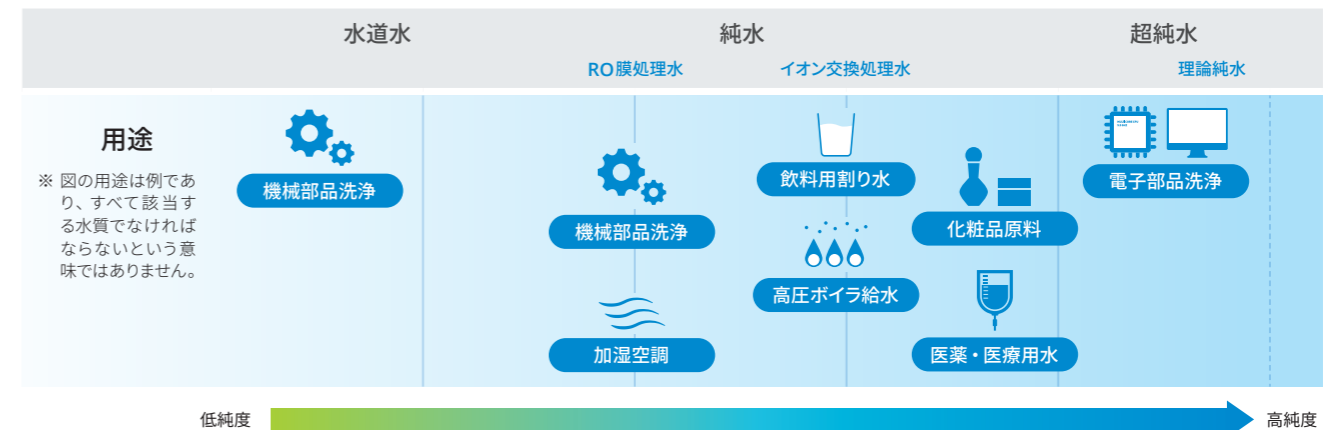 水道水
純水
超純水
RO膜処理水
イオン交換処理水
理論純水
用途
※ 図の用途は例であ
り、すべて該当す
る水質でなければ
ならないという意
味ではありません。
機械部品洗浄
機械部品洗浄
加湿空調
飲料用割り水
高圧ボイラ給水
化粧品原料
医薬・医療用水
電子部品洗浄
低純度
高純度